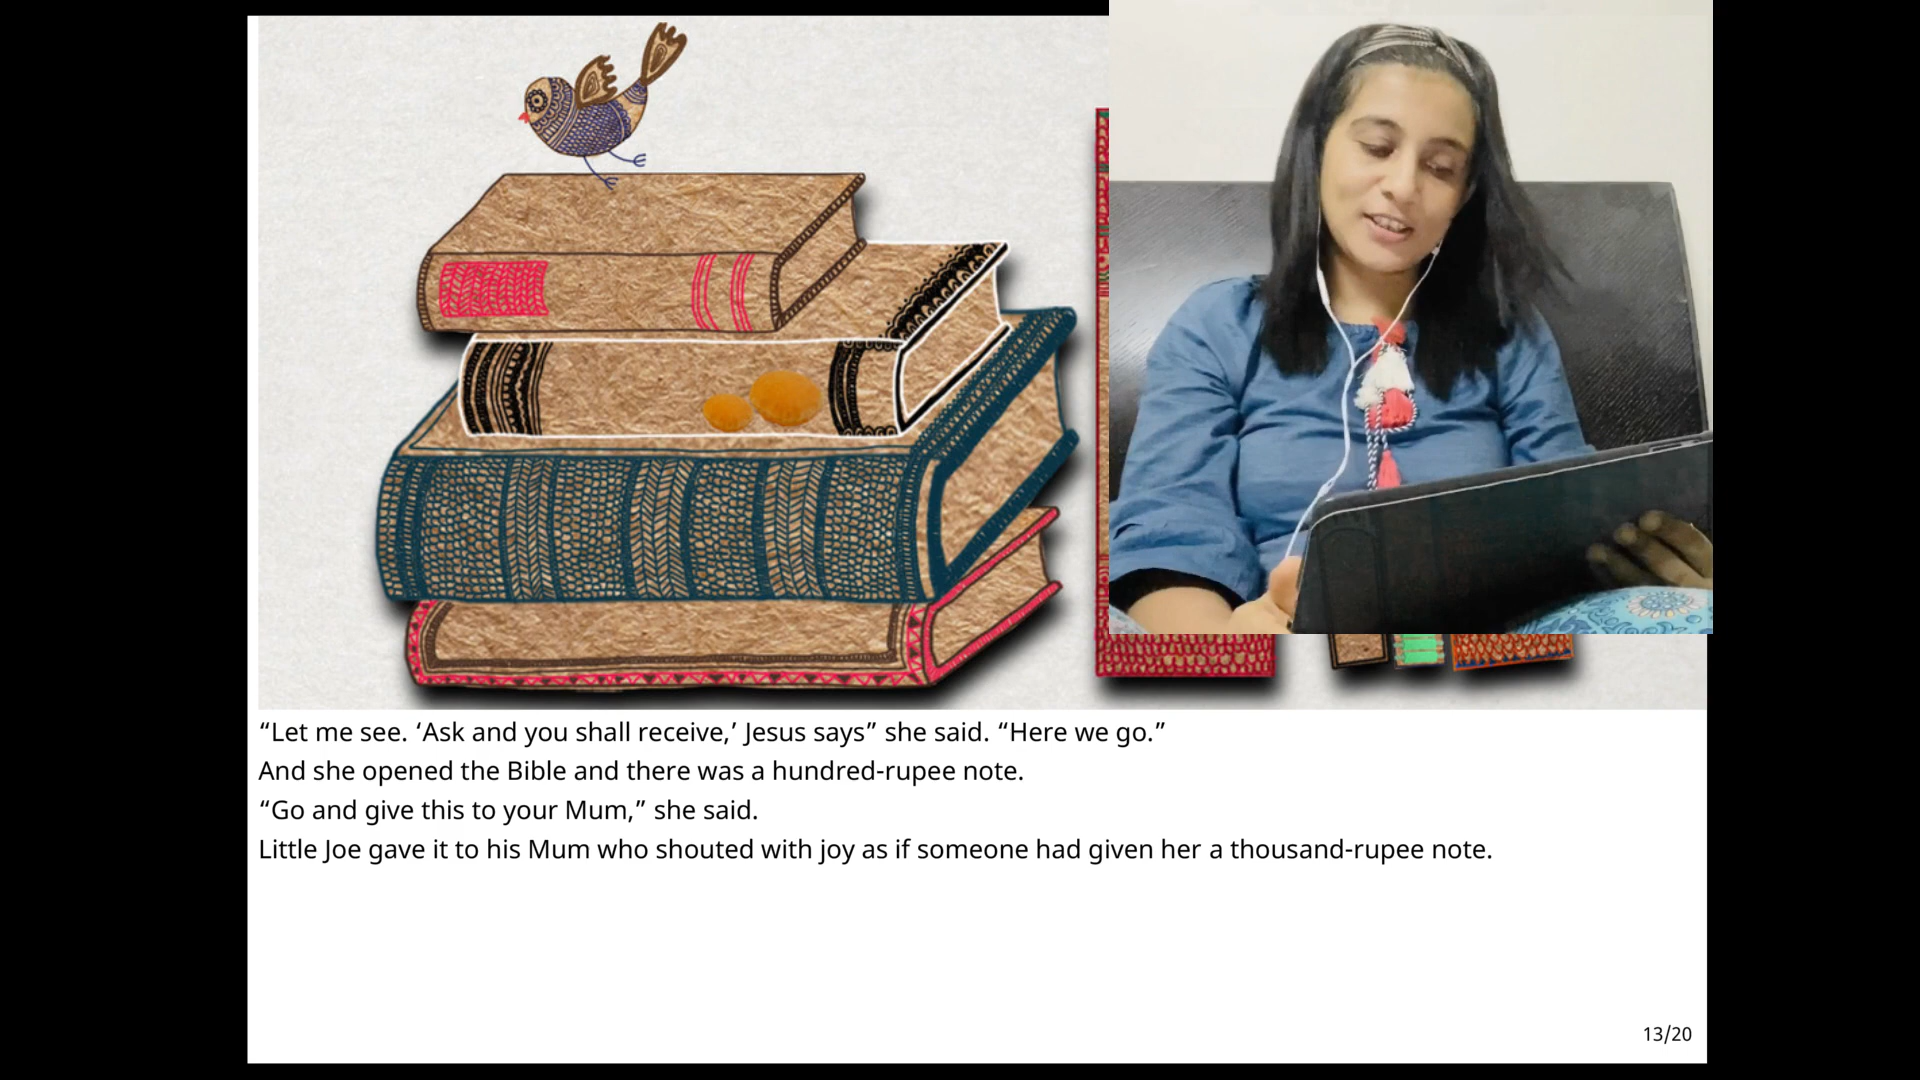 “Let me see. ‘Ask and you shall receive,’ Jesus says” she said. “Here we go.”
And she opened the Bible and there was a hundred-rupee note.
“Go and give this to your Mum,” she said.
Little Joe gave it to his Mum who shouted with joy as if someone had given her a thousand-rupee note.
13/20